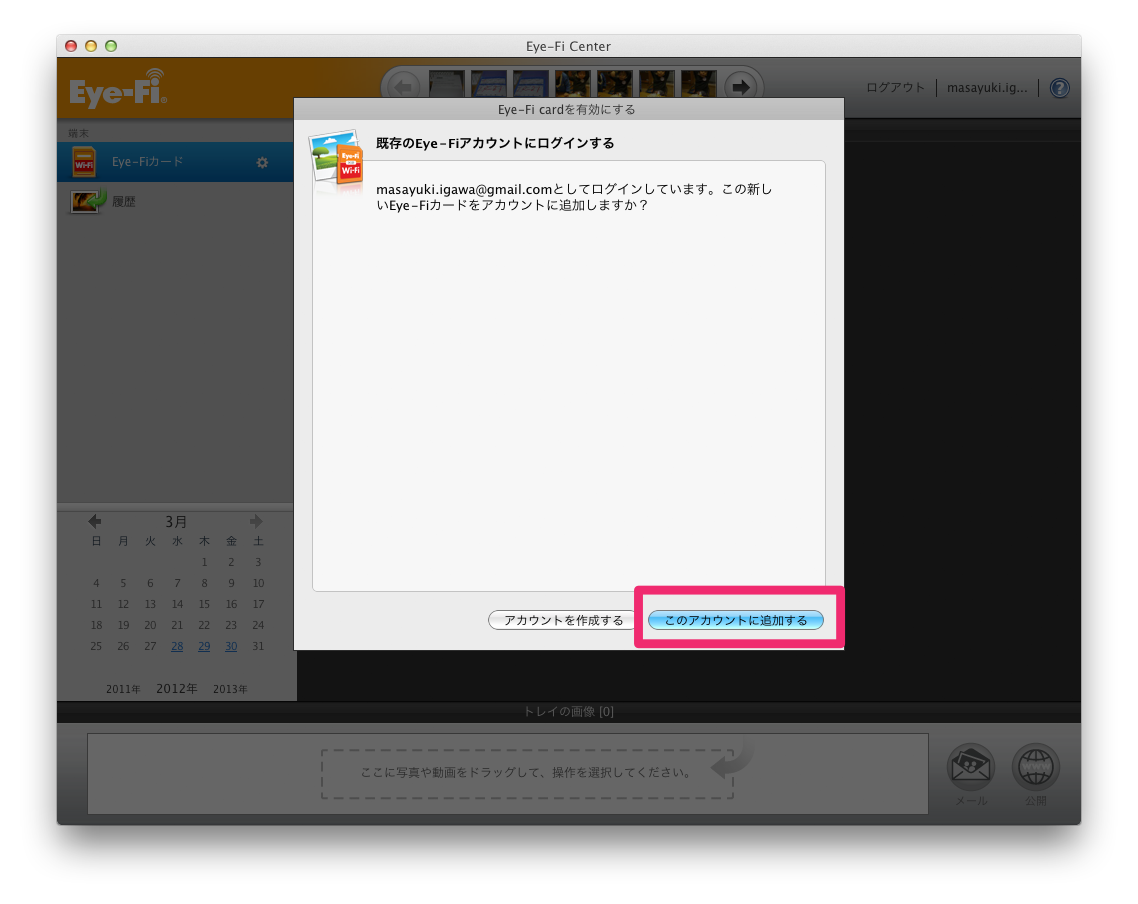 Eye-Fi Center
Eye-Fi
ログアウト
masayuki.ig...
?
Eye-Fi cardを有効にする
端末
Wi-Fi
Eye-Fiカード
履歴
既存のEye-Fiアカウントにログインする
Eye-Fi
Wi-Fi
masayuki.igawa@gmail.comとしてログインしています。この新し
いEye-Fiカードをアカウントに追加しますか？
アカウントを作成する
このアカウントに追加する
3月
日 月 火 水 木 金 土
1 2 3
4 5 6 7 8 9 10
11 12 13 14 15 16 17
18 19 20 21 22 23 24
25 26 27 28 29 30 31
2011年 2012年 2013年
トレイの画像 [0]
ここに写真や動画をドラッグして、操作を選択してください。
WWW
メール
公開